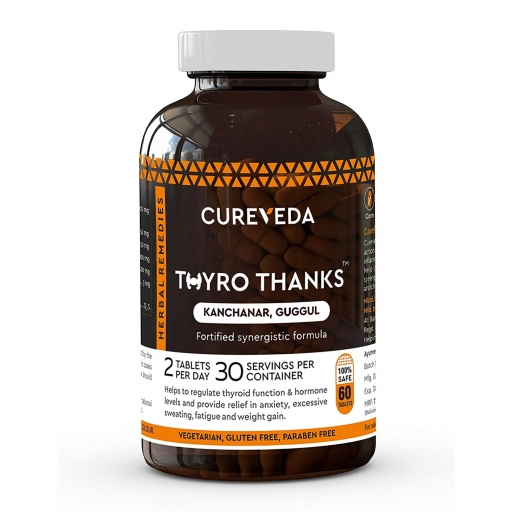 CUREVEDA
HERBAL REMEDIES
THYRO THANKS™
KANCHANAR, GUGGUL
Fortified synergistic formula
2 TABLETS PER DAY 30 SERVINGS PER CONTAINER
100% SAFE
60
TABLETS
Helps to regulate thyroid function & hormone
levels and provide relief in anxiety, excessive
sweating, fatigue and weight gain.
VEGETARIAN, GLUTEN FREE, PARABEN FREE